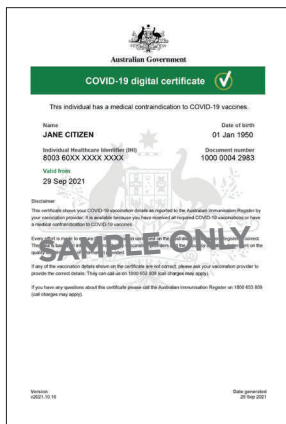 Australian Government
COVID-19 digital certificate
This individual has a medical contraindication to COVID-19 vaccines.
Name
JANE CITIZEN
Date of birth
01 Jan 1950
Individual Healthcare Identifier (IHI)
8003 60XX XXXX XXXX
Document number
1000 0004 2983
Valid from
29 Sep 2021
Disclaimer
This certificate shows your COVID-19 vaccination details as reported to the Australian Immunisation Register by
your vaccination provider. It is available because you have received all required COVID-19 vaccinations or have
a medical contraindication to COVID-19 vaccines.
SAMPLE ONLY
If any of the vaccination details shown on the certificate are not correct, please ask your vaccination provider to
provide the correct details. They can call us on 1800 653 809 (call charges may apply).
If you have any questions about this certificate please call the Australian Immunisation Register on 1800 653 809
(call charges may apply).
Version
Date generated
29 Sep 2021